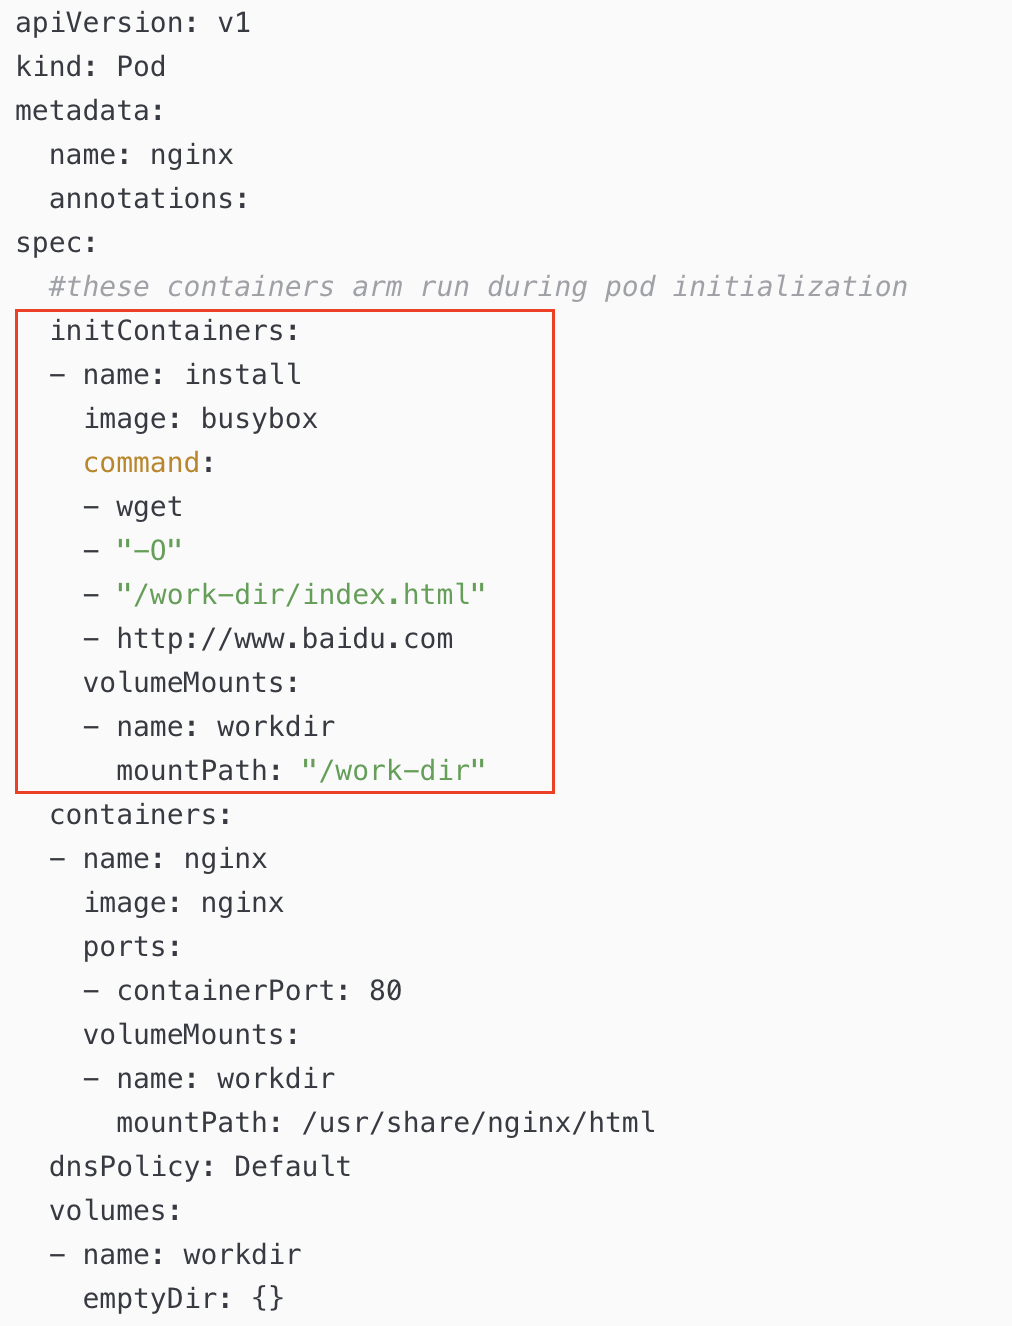 apiVersion: v1
kind: Pod
metadata:
  name: nginx
  annotations:
spec:
  #these containers arm run during pod initialization
  initContainers:
  - name: install
    image: busybox
    command:
    - wget
    - "-O"
    - "/work-dir/index.html"
    - http://www.baidu.com
    volumeMounts:
    - name: workdir
      mountPath: "/work-dir"
  containers:
  - name: nginx
    image: nginx
    ports:
    - containerPort: 80
    volumeMounts:
    - name: workdir
      mountPath: /usr/share/nginx/html
  dnsPolicy: Default
  volumes:
  - name: workdir
    emptyDir: {}